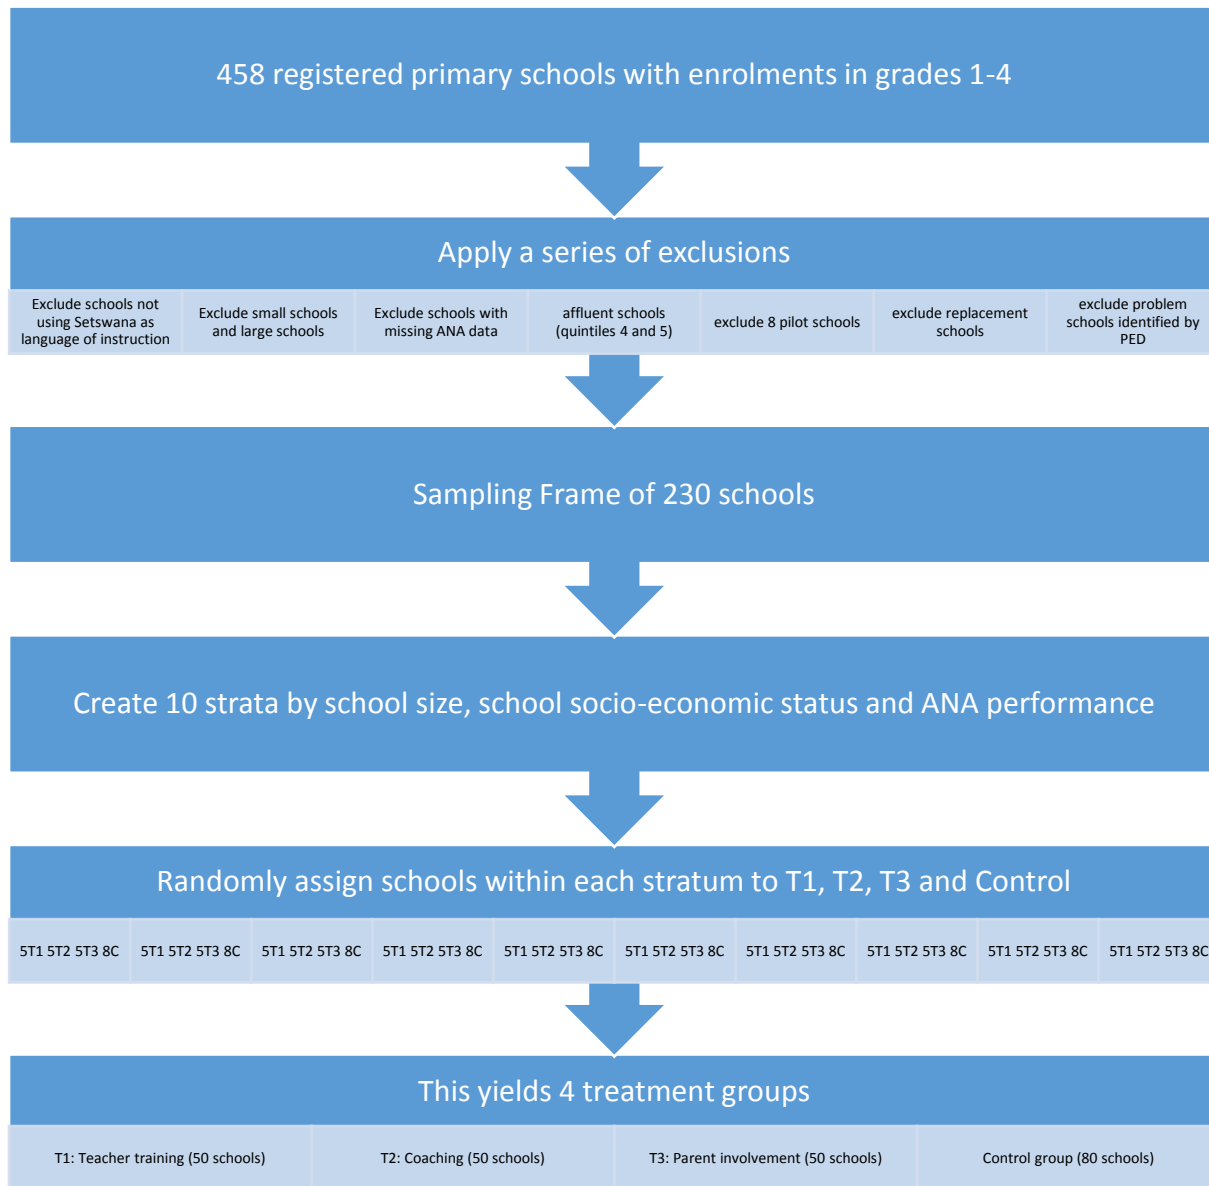 458 registered primary schools with enrolments in grades 1-4
Apply a series of exclusions
Exclude schools not
using Setswana as
language of instruction
Exclude small schools
and large schools
Exclude schools with
missing ANA data
affluent schools
(quintiles 4 and 5)
exclude 8 pilot schools
exclude replacement
schools
exclude problem
schools identified by
PED
Sampling Frame of 230 schools
Create 10 strata by school size, school socio-economic status and ANA performance
Randomly assign schools within each stratum to T1, T2, T3 and Control
5T1 5T2 5T3 8C
5T1 5T2 5T3 8C
5T1 5T2 5T3 8C
5T1 5T2 5T3 8C
5T1 5T2 5T3 8C
5T1 5T2 5T3 8C
5T1 5T2 5T3 8C
5T1 5T2 5T3 8C
5T1 5T2 5T3 8C
5T1 5T2 5T3 8C
This yields 4 treatment groups
T1: Teacher training (50 schools)
T2: Coaching (50 schools)
T3: Parent involvement (50 schools)
Control group (80 schools)